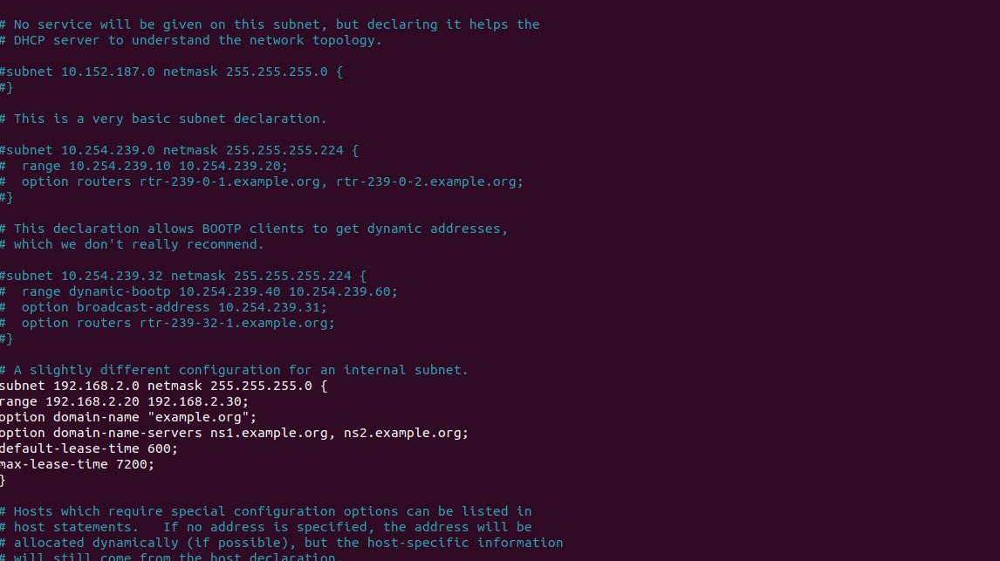 # No service will be given on this subnet, but declaring it helps the
# DHCP server to understand the network topology.
#subnet 10.152.187.0 netmask 255.255.255.0 {
#}
# This is a very basic subnet declaration.
#subnet 10.254.239.0 netmask 255.255.255.224 {
#  range 10.254.239.10 10.254.239.20;
#  option routers rtr-239-0-1.example.org, rtr-239-0-2.example.org;
#}
# This declaration allows BOOTP clients to get dynamic addresses,
# which we don't really recommend.
#subnet 10.254.239.32 netmask 255.255.255.224 {
#  range dynamic-bootp 10.254.239.40 10.254.239.60;
#  option broadcast-address 10.254.239.31;
#  option routers rtr-239-32-1.example.org;
#}
# A slightly different configuration for an internal subnet.
subnet 192.168.2.0 netmask 255.255.255.0 {
range 192.168.2.20 192.168.2.30;
option domain-name "example.org";
option domain-name-servers ns1.example.org, ns2.example.org;
default-lease-time 600;
max-lease-time 7200;
}
# Hosts which require special configuration options can be listed in
# host statements.   If no address is specified, the address will be
# allocated dynamically (if possible), but the host-specific information
# will still come from the host declaration.